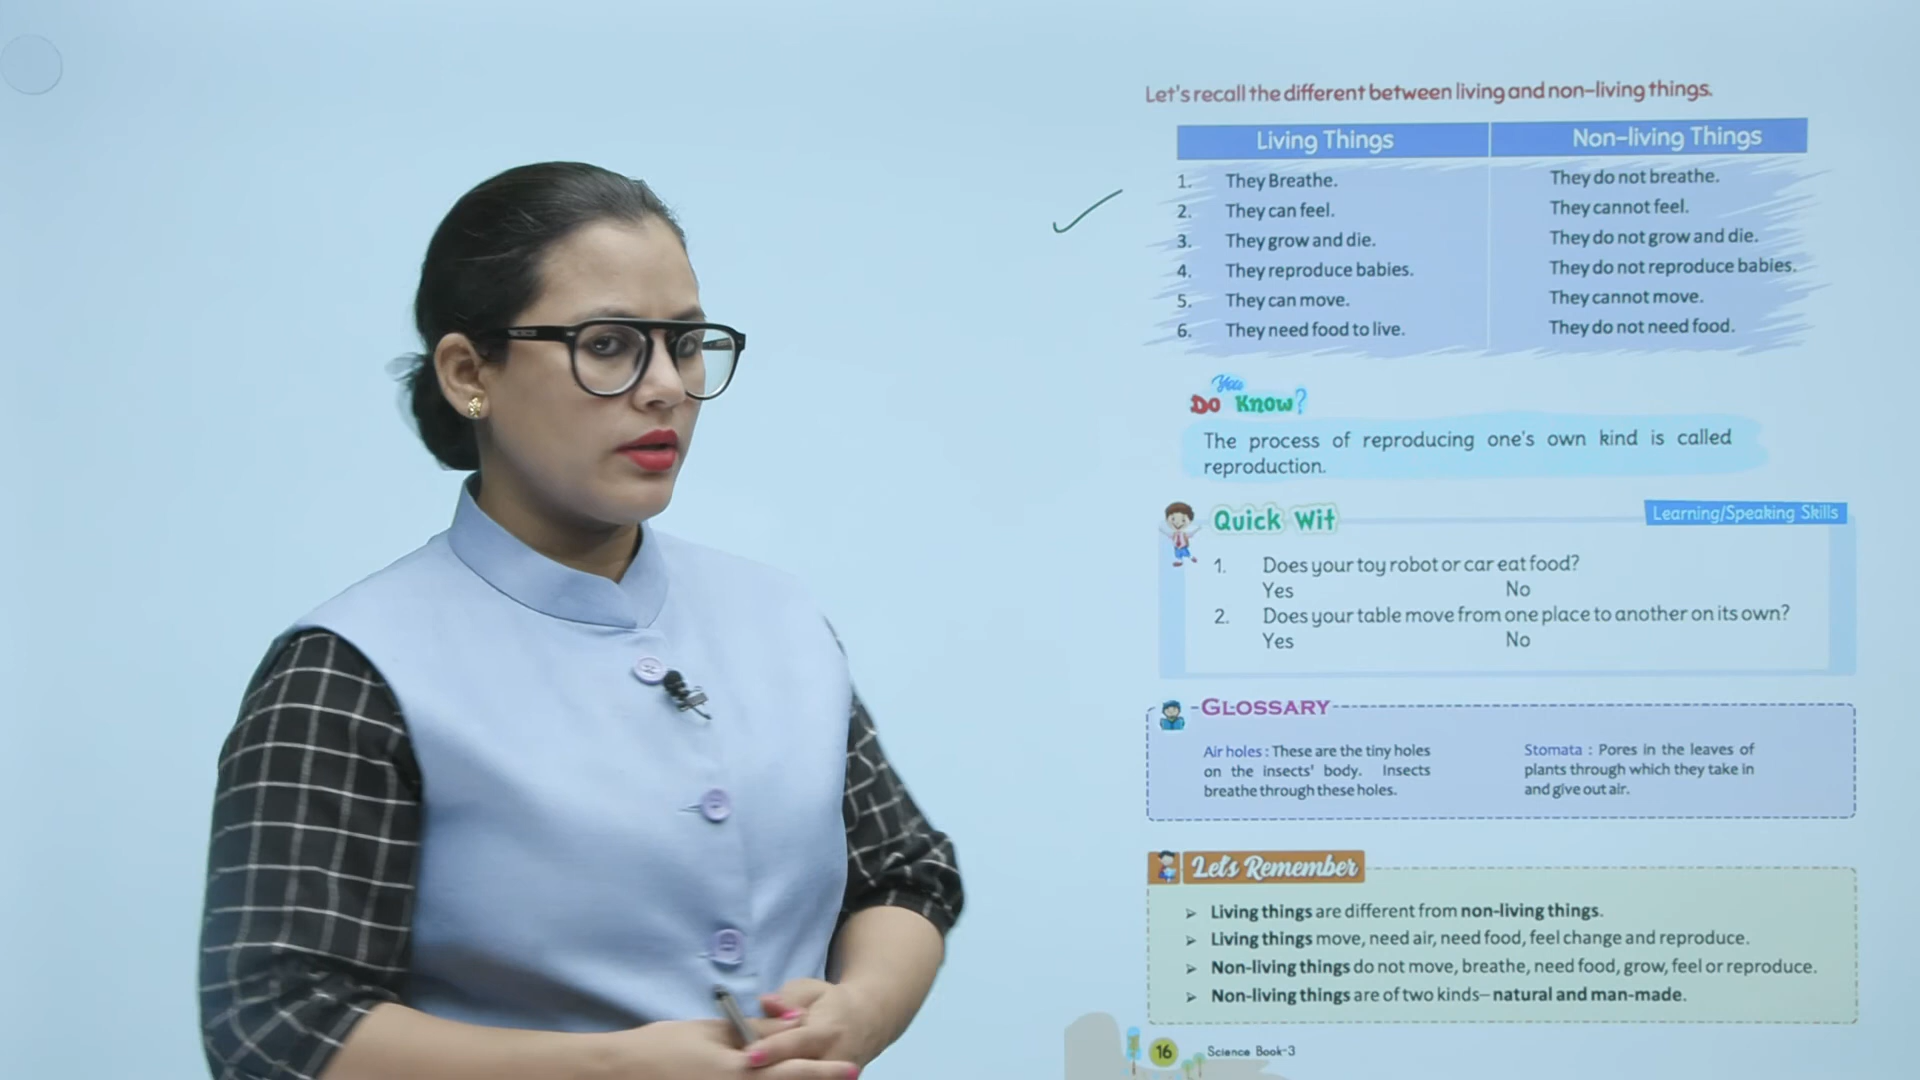 Let's recall the different between living and non-living things.
Living Things Non-living Things
1. They Breathe. They do not breathe.
2. They can feel. They cannot feel.
3. They grow and die. They do not grow and die.
4. They reproduce babies. They do not reproduce babies.
5. They can move. They cannot move.
6. They need food to live. They do not need food.
You
Do Know?
The process of reproducing one's own kind is called
reproduction.
Quick Wit
Learning/Speaking Skills
1. Does your toy robot or car eat food?
Yes No
2. Does your table move from one place to another on its own?
Yes No
GLOSSARY
Air holes : These are the tiny holes
on the insects' body. Insects
breathe through these holes.
Stomata : Pores in the leaves of
plants through which they take in
and give out air.
Let's Remember
➢ Living things are different from non-living things.
➢ Living things move, need air, need food, feel change and reproduce.
➢ Non-living things do not move, breathe, need food, grow, feel or reproduce.
➢ Non-living things are of two kinds– natural and man-made.
16 Science Book-3